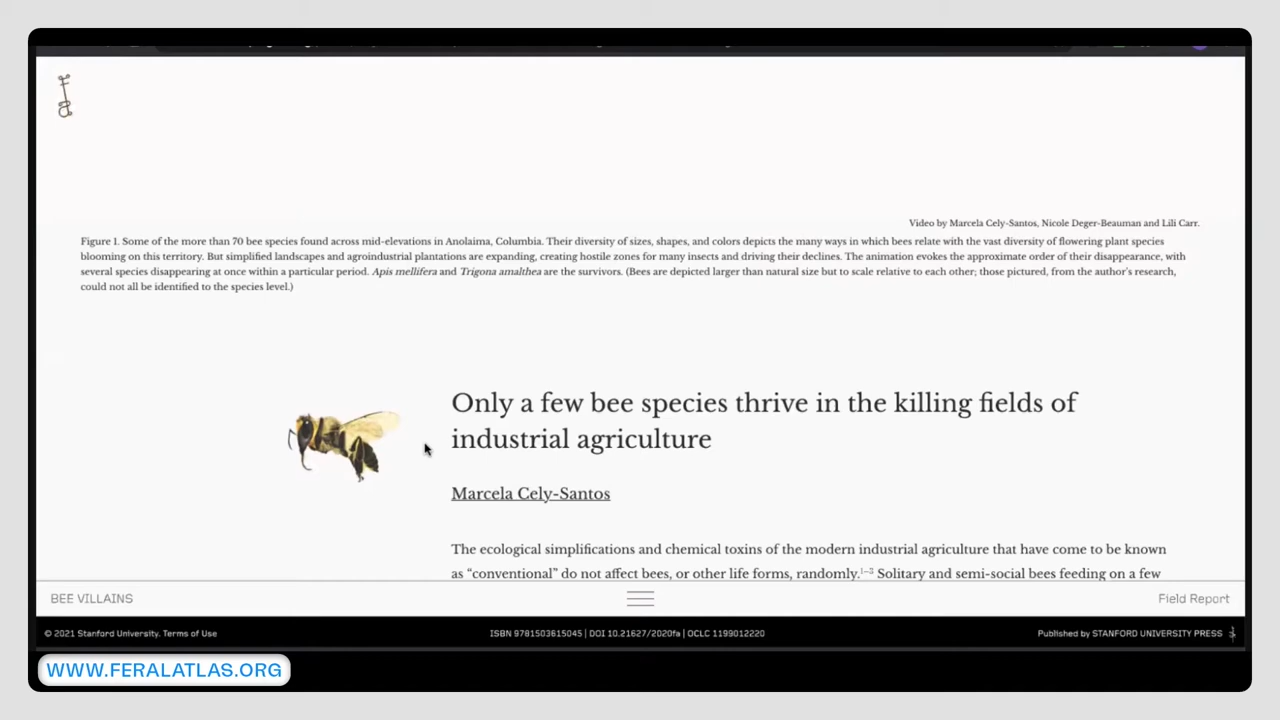 fa
Video by Marcela Cely-Santos, Nicole Deger-Beauman and Lili Carr.
Figure 1. Some of the more than 70 bee species found across mid-elevations in Anolaima, Columbia. Their diversity of sizes, shapes, and colors depicts the many ways in which bees relate with the vast diversity of flowering plant species
blooming on this territory. But simplified landscapes and agroindustrial plantations are expanding, creating hostile zones for many insects and driving their declines. The animation evokes the approximate order of their disappearance, with
several species disappearing at once within a particular period. Apis mellifera and Trigona amalthea are the survivors. (Bees are depicted larger than natural size but to scale relative to each other; those pictured, from the author's research,
could not all be identified to the species level.)
Only a few bee species thrive in the killing fields of
industrial agriculture
Marcela Cely-Santos
The ecological simplifications and chemical toxins of the modern industrial agriculture that have come to be known
as “conventional” do not affect bees, or other life forms, randomly.1–3 Solitary and semi-social bees feeding on a few
BEE VILLAINS
Field Report
© 2021 Stanford University. Terms of Use
ISBN 9781503615045 | DOI 10.21627/2020fa | OCLC 1199012220
Published by STANFORD UNIVERSITY PRESS
WWW.FERALATLAS.ORG